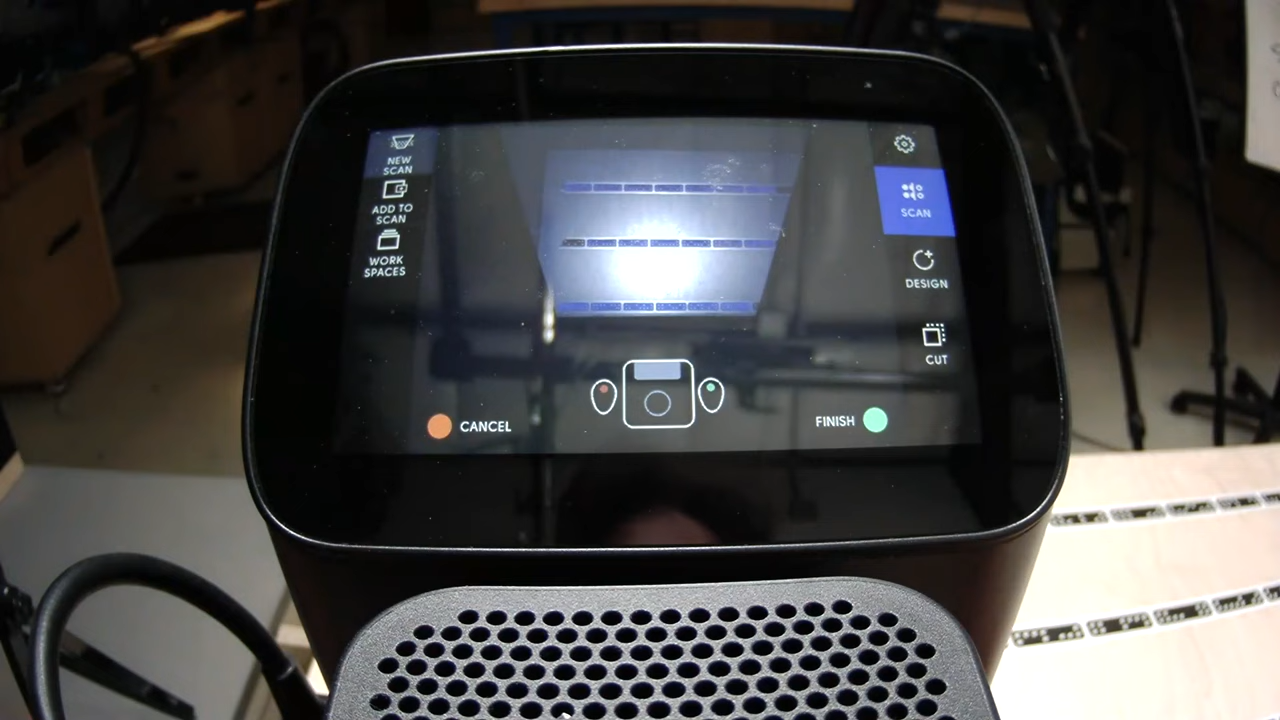 NEW
SCAN
ADD TO
SCAN
WORK
SPACES
SCAN
DESIGN
CUT
CANCEL
FINISH